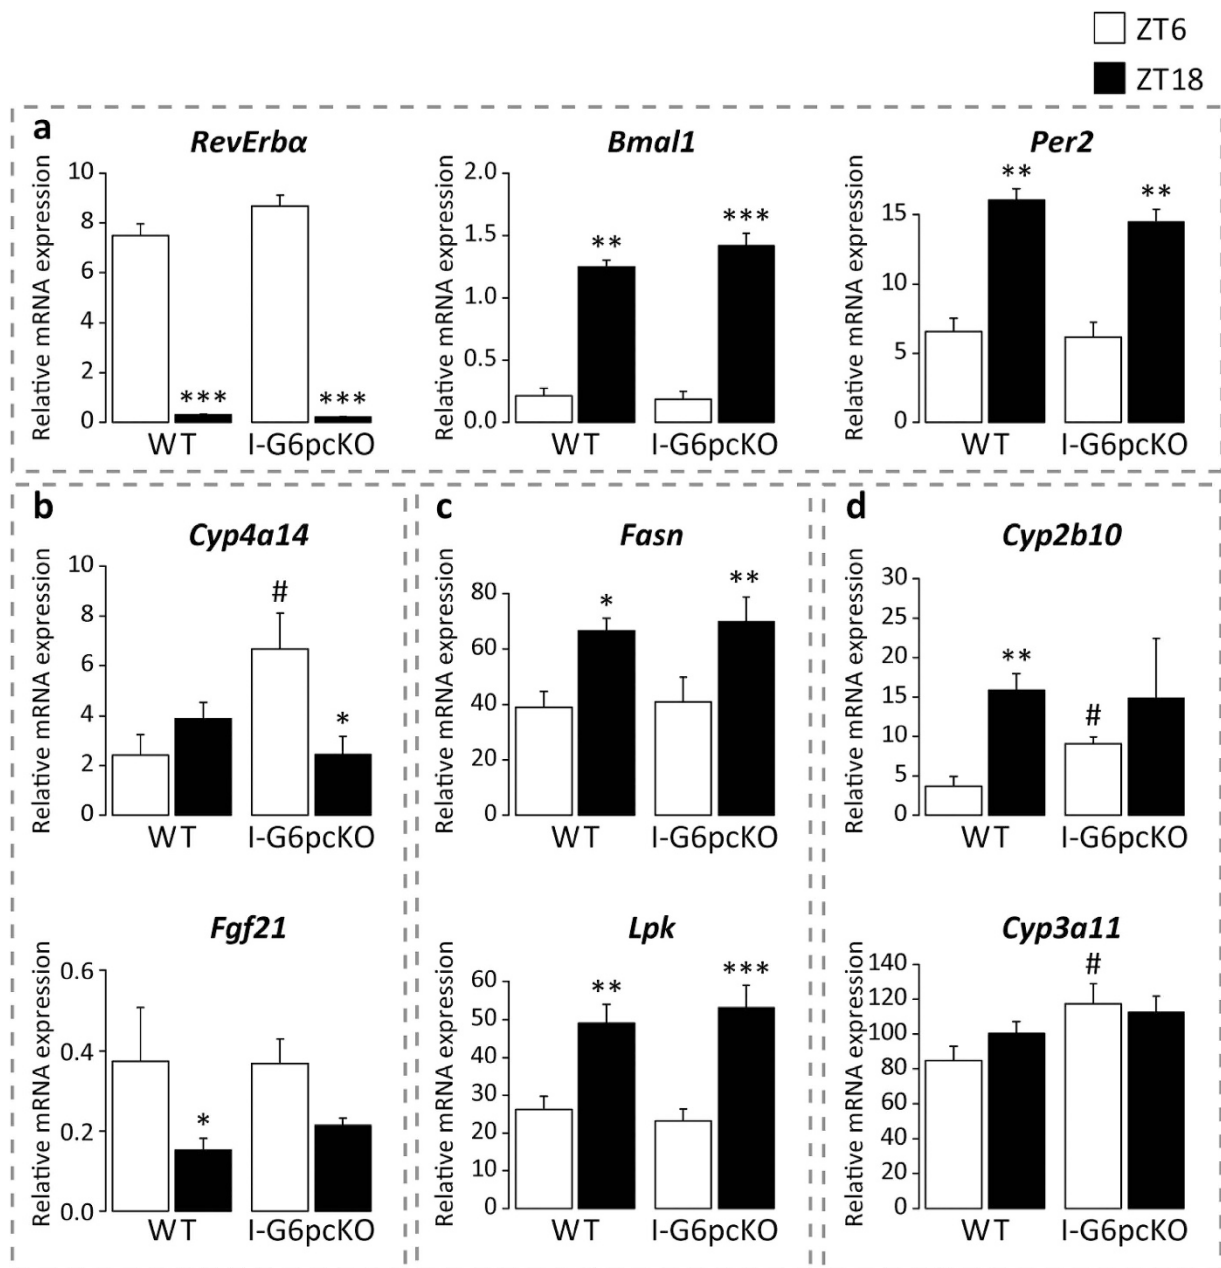 ZT6
ZT18
a
RevErbα
Bmal1
Per2
Relative mRNA expression
10
8
6
4
2
0
***
***
WT
I-G6pcKO
Relative mRNA expression
2.0
1.5
1.0
0.5
0.0
**
***
WT
I-G6pcKO
Relative mRNA expression
15
10
5
0
**
**
WT
I-G6pcKO
b
Cyp4a14
Relative mRNA expression
10
8
6
4
2
0
#
*
WT
I-G6pcKO
Fgf21
Relative mRNA expression
0.6
0.4
0.2
0.0
*
WT
I-G6pcKO
c
Fasn
Relative mRNA expression
80
60
40
20
0
*
**
WT
I-G6pcKO
Lpk
Relative mRNA expression
60
50
40
30
20
10
0
**
***
WT
I-G6pcKO
d
Cyp2b10
Relative mRNA expression
30
25
20
15
10
5
0
**
#
WT
I-G6pcKO
Cyp3a11
Relative mRNA expression
140
120
100
80
60
40
20
0
#
WT
I-G6pcKO